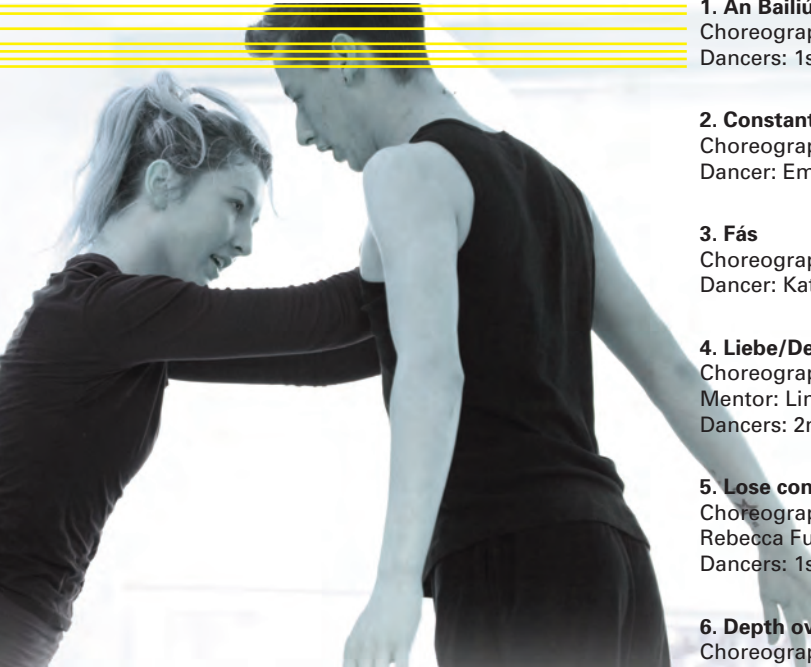 1. An Bailiú
Choreograp
Dancers: 1s
2. Constant
Choreograp
Dancer: Em
3. Fás
Choreograp
Dancer: Kat
4. Liebe/De
Choreograp
Mentor: Lin
Dancers: 2n
5. Lose con
Choreograp
Rebecca Fu
Dancers: 1s
6. Depth ov
Choreograp